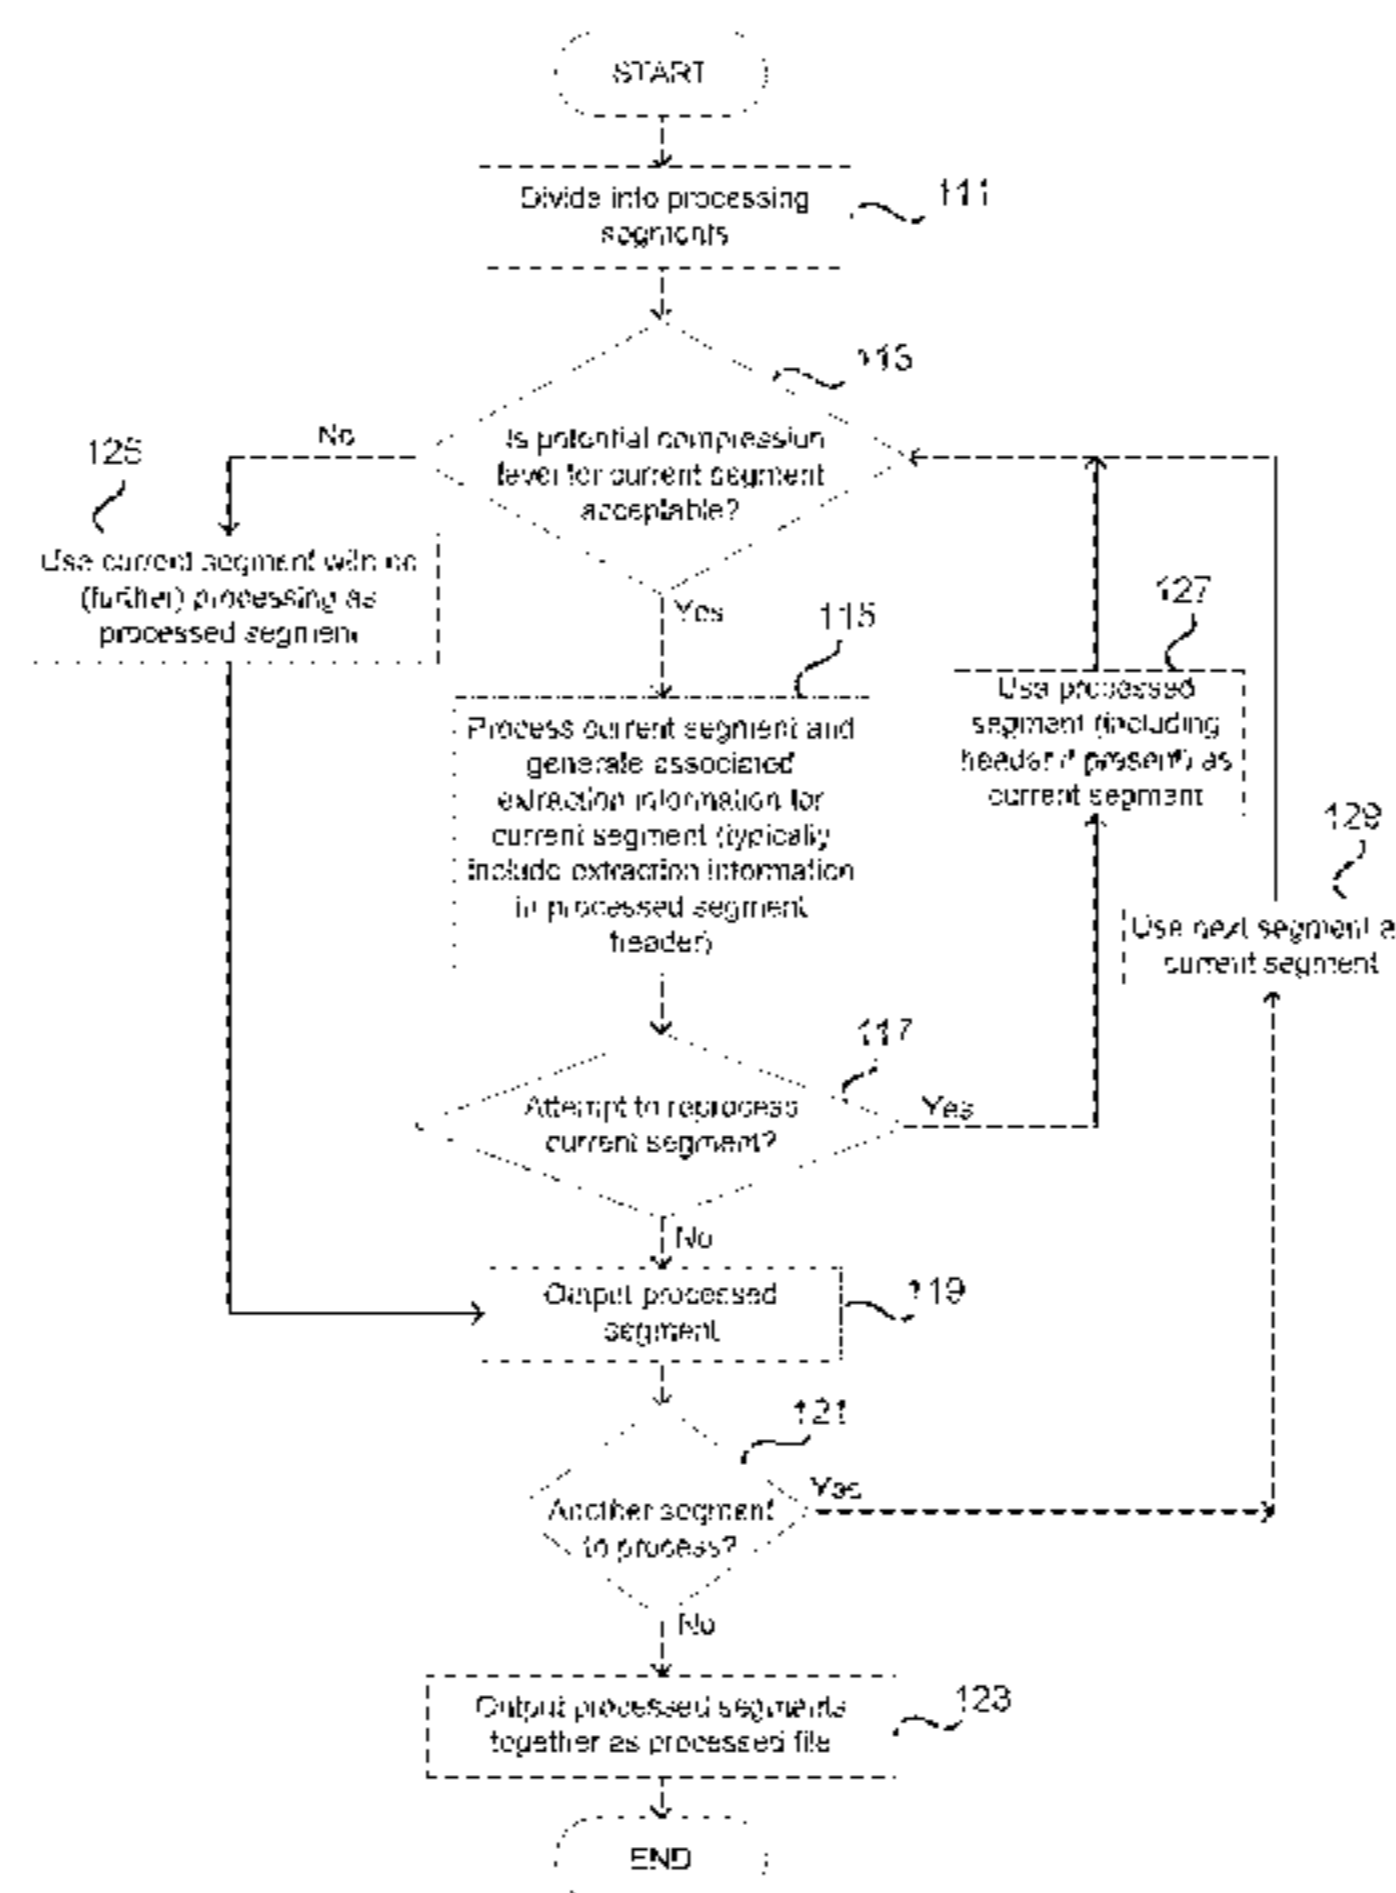 START
Divide into processing
segments
111
113
Is potential compression
level for current segment
acceptable?
No
125
Use current segment with no
(further) processing as
processed segment
Yes
115
Process current segment and
generate associated
extraction information for
current segment (typically
include extraction information
in processed segment
header)
127
Use processed
segment (including
header if present) as
current segment
129
Use next segment a
current segment
117
Attempt to reprocess
current segment?
Yes
No
Output processed
segment
119
121
Another segment
to process?
Yes
No
Output processed segments
together as processed file
123
END